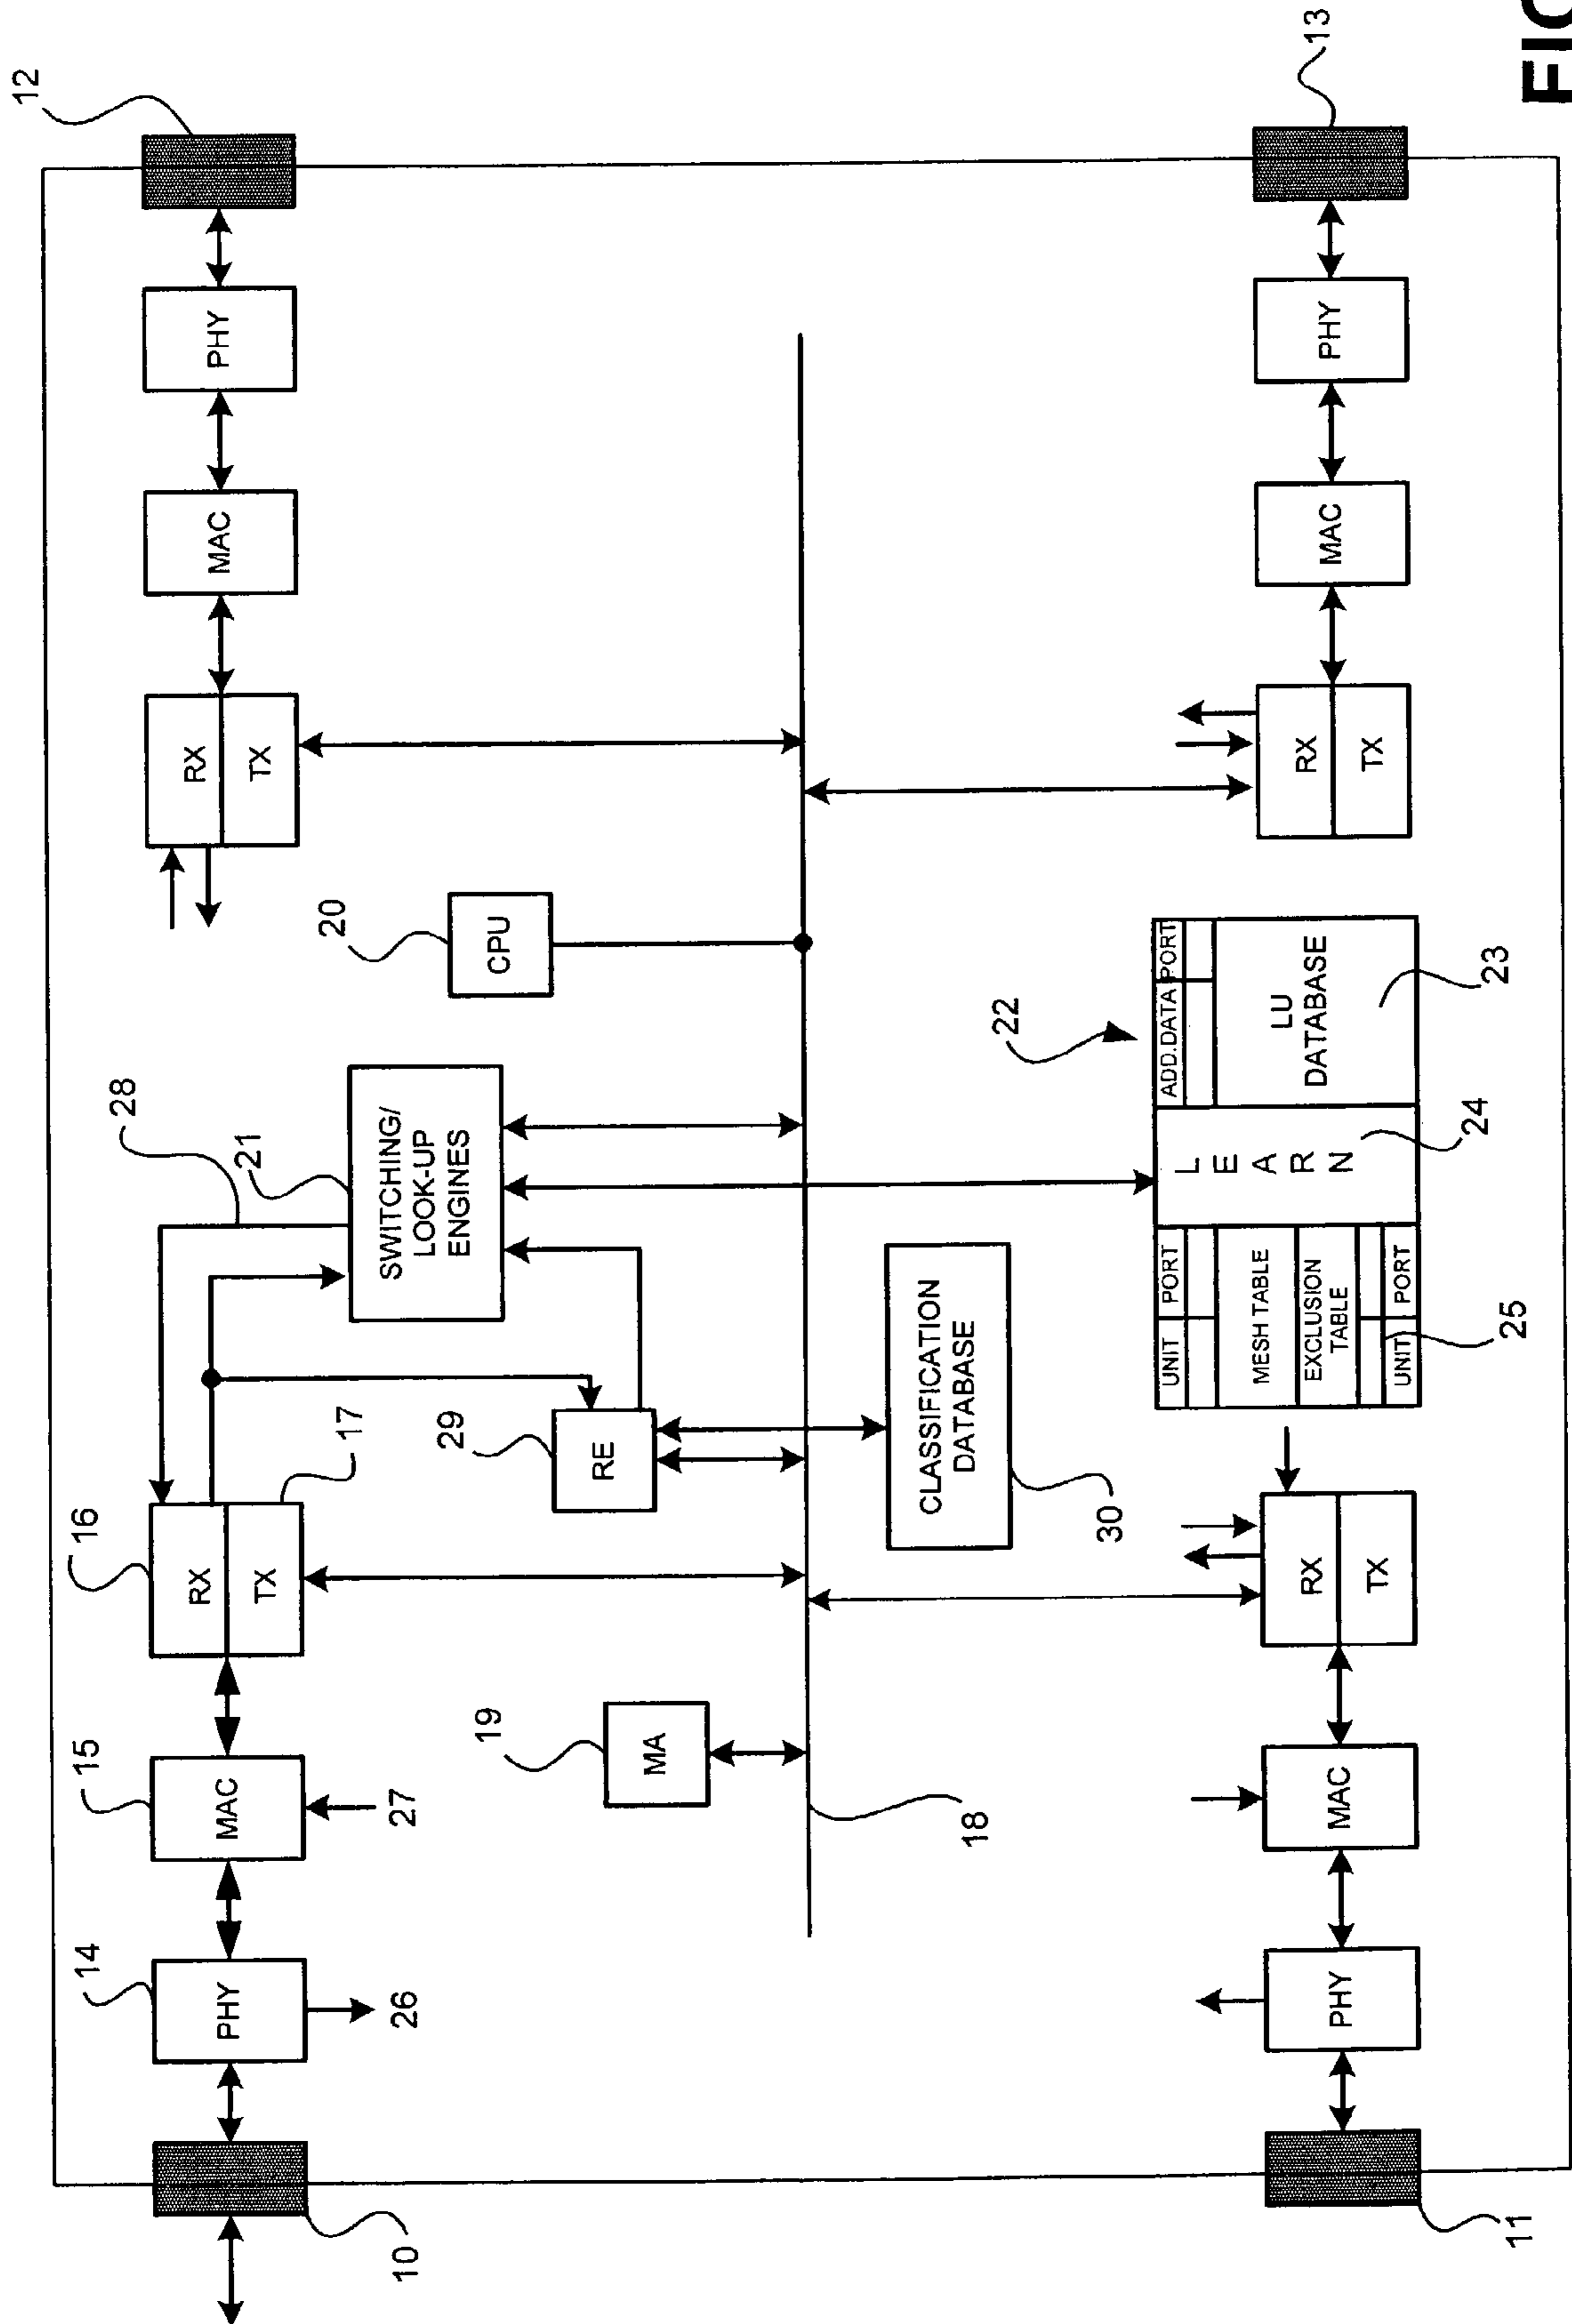 14
15
16
28
12
PHY
MAC
RX
TX
17
21
RX
TX
MAC
PHY
10
26
27
20
29
SWITCHING/
LOOK-UP
ENGINES
CPU
19
MA
RE
18
30
CLASSIFICATION
DATABASE
22
UNIT PORT
MESH TABLE
EXCLUSION
TABLE
UNIT PORT
L
E
A
R
N
ADD.DATA PORT
LU
DATABASE
PHY
MAC
RX
TX
25
24
23
RX
TX
MAC
PHY
13
11